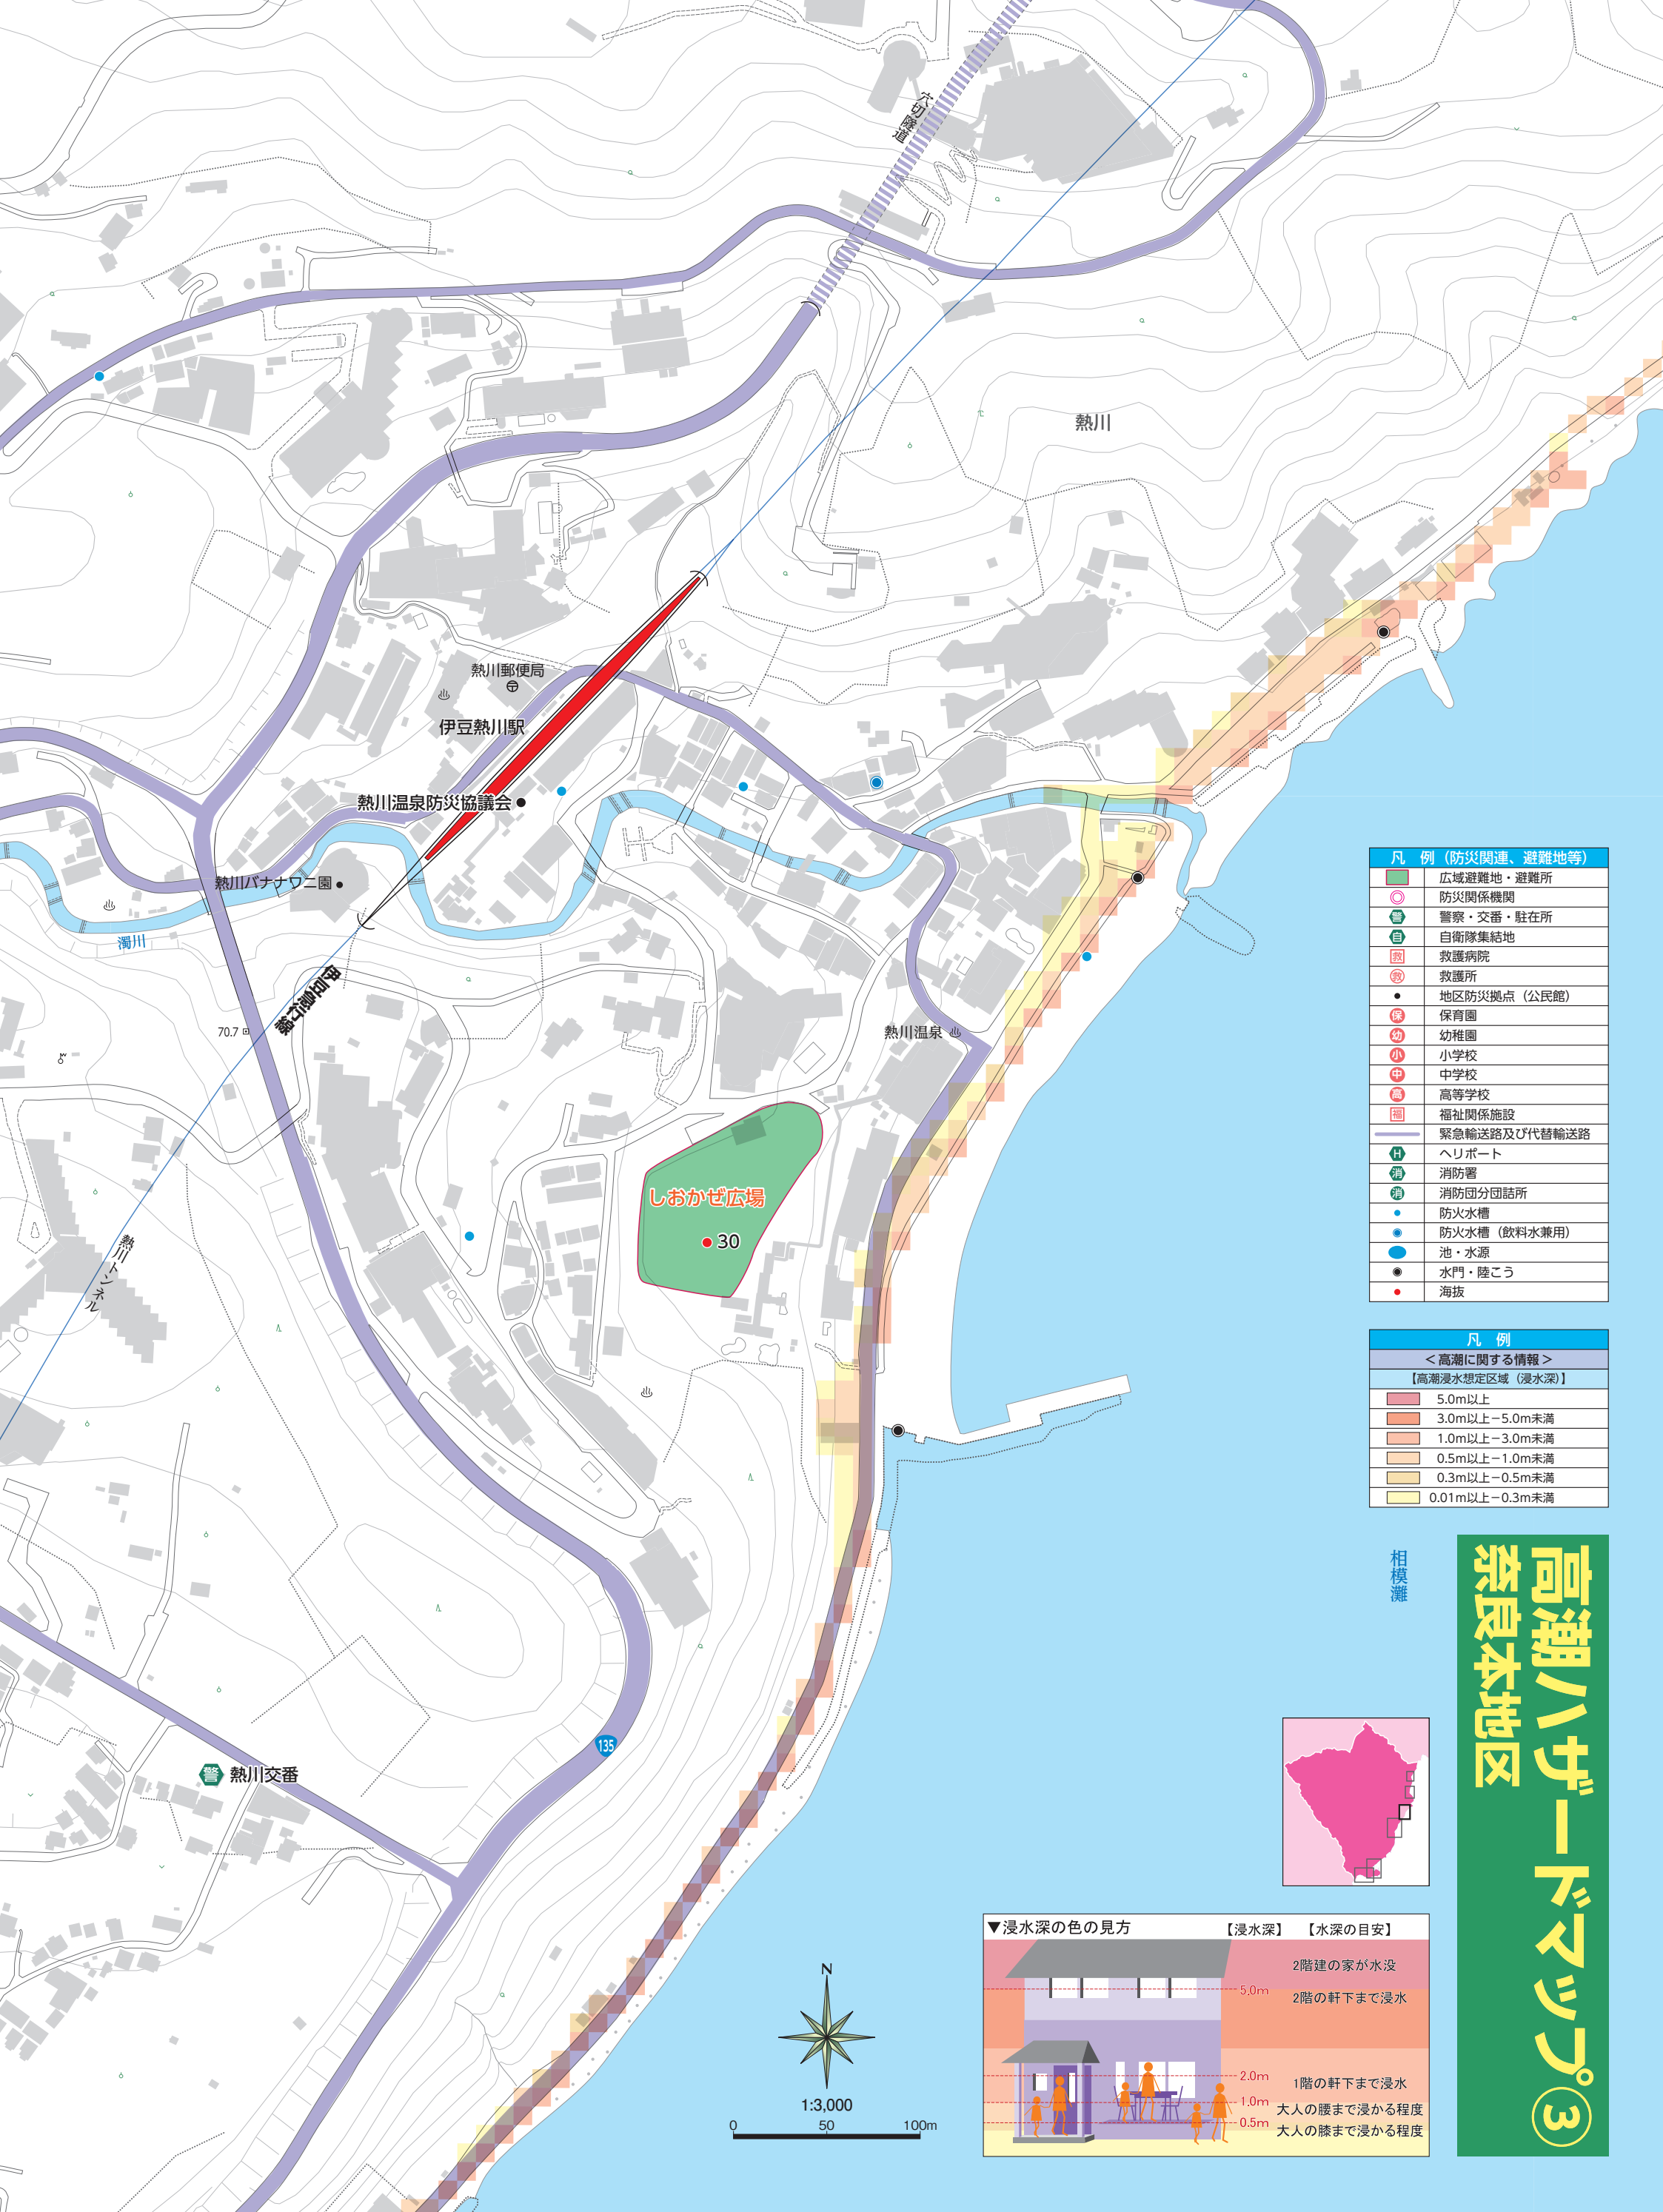 穴切隧道
熱川
熱川郵便局
伊豆熱川駅
熱川温泉防災協議会
熱川バナナワニ園
濁川
伊豆急行線
70.7
熱川温泉
しおかぜ広場
30
熱川トンネル
135
警
熱川交番
凡 例（防災関連、避難地等）
広域避難地・避難所
防災関係機関
警 警察・交番・駐在所
自 自衛隊集結地
救 救護病院
救 救護所
地区防災拠点（公民館）
保 保育園
幼 幼稚園
小 小学校
中 中学校
高 高等学校
福 福祉関係施設
緊急輸送路及び代替輸送路
H ヘリポート
消 消防署
消 消防団分団詰所
防火水槽
防火水槽（飲料水兼用）
池・水源
水門・陸こう
海抜
凡 例
＜高潮に関する情報＞
【高潮浸水想定区域（浸水深）】
5.0m以上
3.0m以上－5.0m未満
1.0m以上－3.0m未満
0.5m以上－1.0m未満
0.3m以上－0.5m未満
0.01m以上－0.3m未満
相模灘
高潮ハザードマップ③
奈良本地区
▼浸水深の色の見方 【浸水深】 【水深の目安】
2階建の家が水没
5.0m
2階の軒下まで浸水
2.0m
1階の軒下まで浸水
1.0m
大人の腰まで浸かる程度
0.5m
大人の膝まで浸かる程度
N
1:3,000
0 50 100m